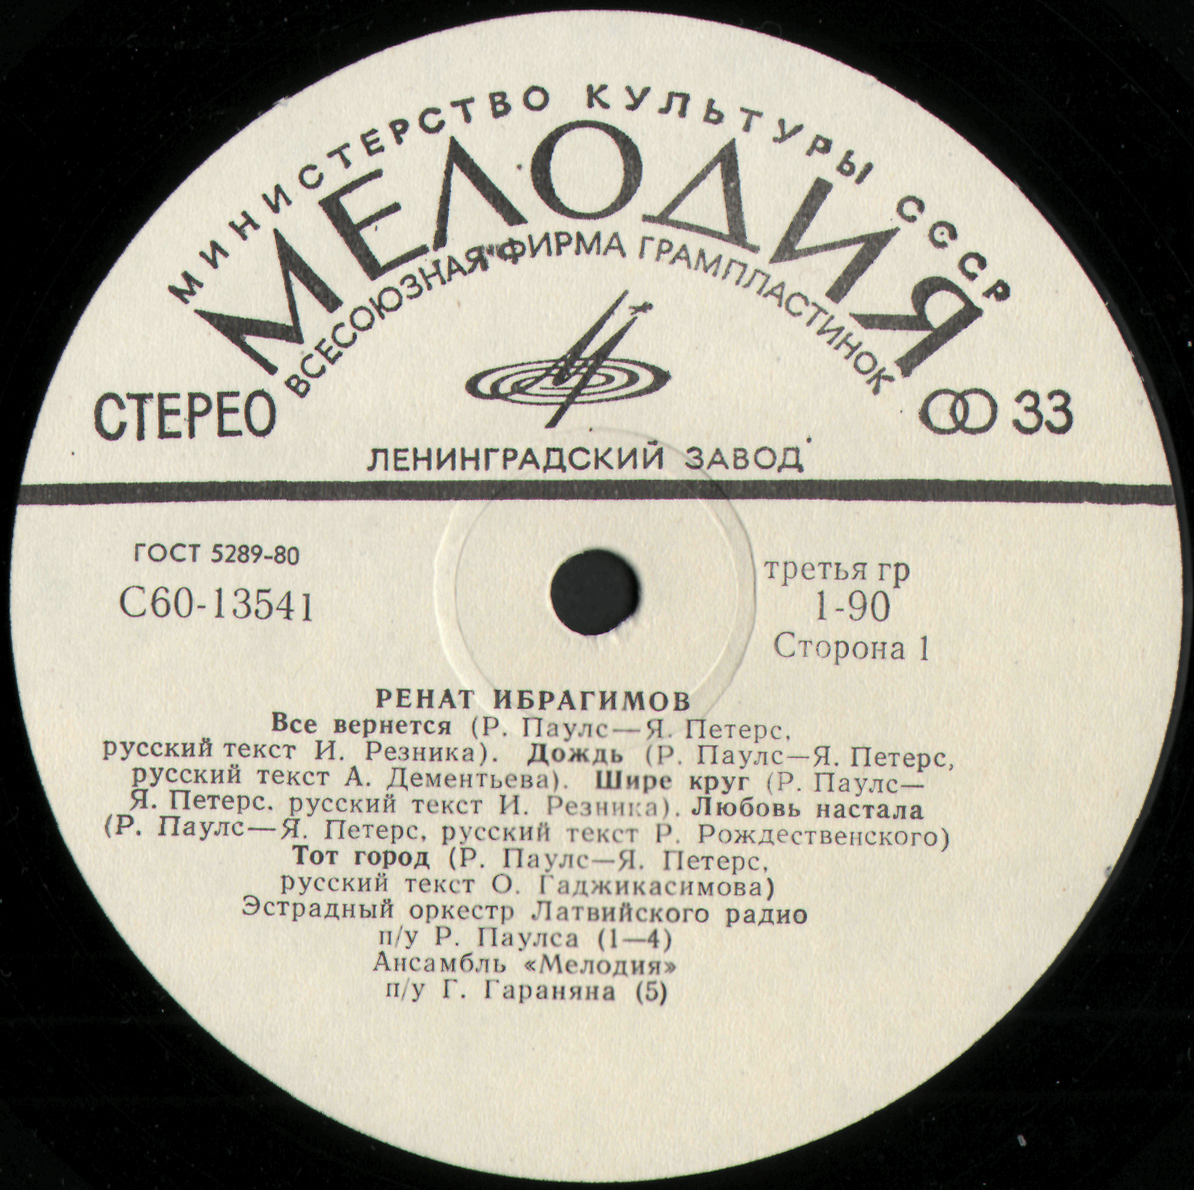 МИНИСТЕРСТВО КУЛЬТУРЫ СССР
МЕЛОДИЯ
ВСЕСОЮЗНАЯ ФИРМА ГРАМПЛАСТИНОК
СТЕРЕО
33
ЛЕНИНГРАДСКИЙ ЗАВОД
ГОСТ 5289-80
С60-13541
третья гр
1-90
Сторона 1
РЕНАТ ИБРАГИМОВ
Все вернется (Р. Паулс—Я. Петерс,
русский текст И. Резника). Дождь (Р. Паулс—Я. Петерс,
русский текст А. Дементьева). Шире круг (Р. Паулс—
Я. Петерс. русский текст И. Резника). Любовь настала
(Р. Паулс—Я. Петерс, русский текст Р. Рождественского)
Тот город (Р. Паулс—Я. Петерс,
русский текст О. Гаджикасимова)
Эстрадный оркестр Латвийского радио
п/у Р. Паулса (1—4)
Ансамбль «Мелодия»
п/у Г. Гараняна (5)